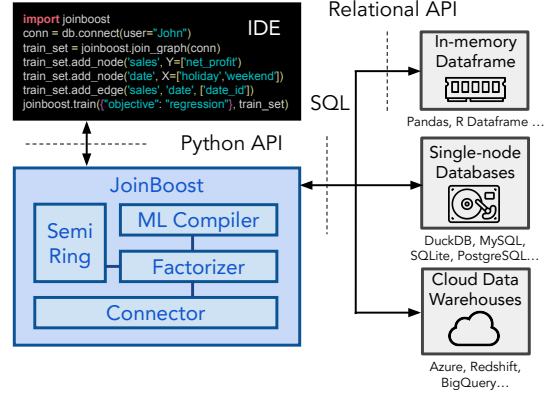 import joinboost
conn = db.connect(user="John")
train_set = joinboost.join_graph(conn)
train_set.add_node('sales', Y=['net_profit')
train_set.add_node('date', X=['holiday','weekend'])
train_set.add_edge('sales', 'date', ['date_id'])
joinboost.train({"objective": "regression"}, train_set)
IDE
Relational API
SQL
Python API
JoinBoost
Semi
Ring
ML Compiler
Factorizer
Connector
In-memory
Dataframe
Pandas, R Dataframe ...
Single-node
Databases
DuckDB, MySQL,
SQLite, PostgreSQL...
Cloud Data
Warehouses
Azure, Redshift,
BigQuery...